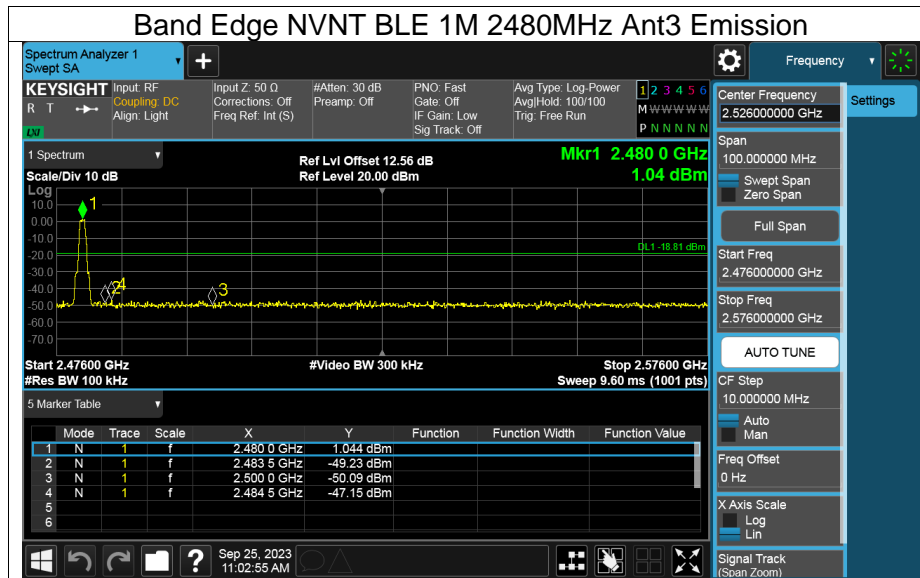 Band Edge NVNT BLE 1M 2480MHz Ant3 Emission
Spectrum Analyzer 1
Swept SA
+
Frequency
KEYSIGHT
R T
LXI
Input: RF
Coupling: DC
Align: Light
Input Z: 50 Ω
Corrections: Off
Freq Ref: Int (S)
#Atten: 30 dB
Preamp: Off
PNO: Fast
Gate: Off
IF Gain: Low
Sig Track: Off
Avg Type: Log-Power
Avg|Hold: 100/100
Trig: Free Run
1 2 3 4 5 6
M W W W W W
P N N N N N
1 Spectrum
Scale/Div 10 dB
Ref Lvl Offset 12.56 dB
Ref Level 20.00 dBm
Mkr1 2.480 0 GHz
1.04 dBm
Log
10.0
0.00
-10.0
-20.0
-30.0
-40.0
-50.0
-60.0
-70.0
1
4
3
DL1 -18.81 dBm
Start 2.47600 GHz
#Res BW 100 kHz
#Video BW 300 kHz
Stop 2.57600 GHz
Sweep 9.60 ms (1001 pts)
5 Marker Table
Mode Trace Scale X Y Function Function Width Function Value
1 N 1 f 2.480 0 GHz 1.044 dBm
2 N 1 f 2.483 5 GHz -49.23 dBm
3 N 1 f 2.500 0 GHz -50.09 dBm
4 N 1 f 2.484 5 GHz -47.15 dBm
5
6
?
Sep 25, 2023
11:02:55 AM
Center Frequency
2.526000000 GHz
Settings
Span
100.000000 MHz
Swept Span
Zero Span
Full Span
Start Freq
2.476000000 GHz
Stop Freq
2.576000000 GHz
AUTO TUNE
CF Step
10.000000 MHz
Auto
Man
Freq Offset
0 Hz
X Axis Scale
Log
Lin
Signal Track
(Span Zoom)